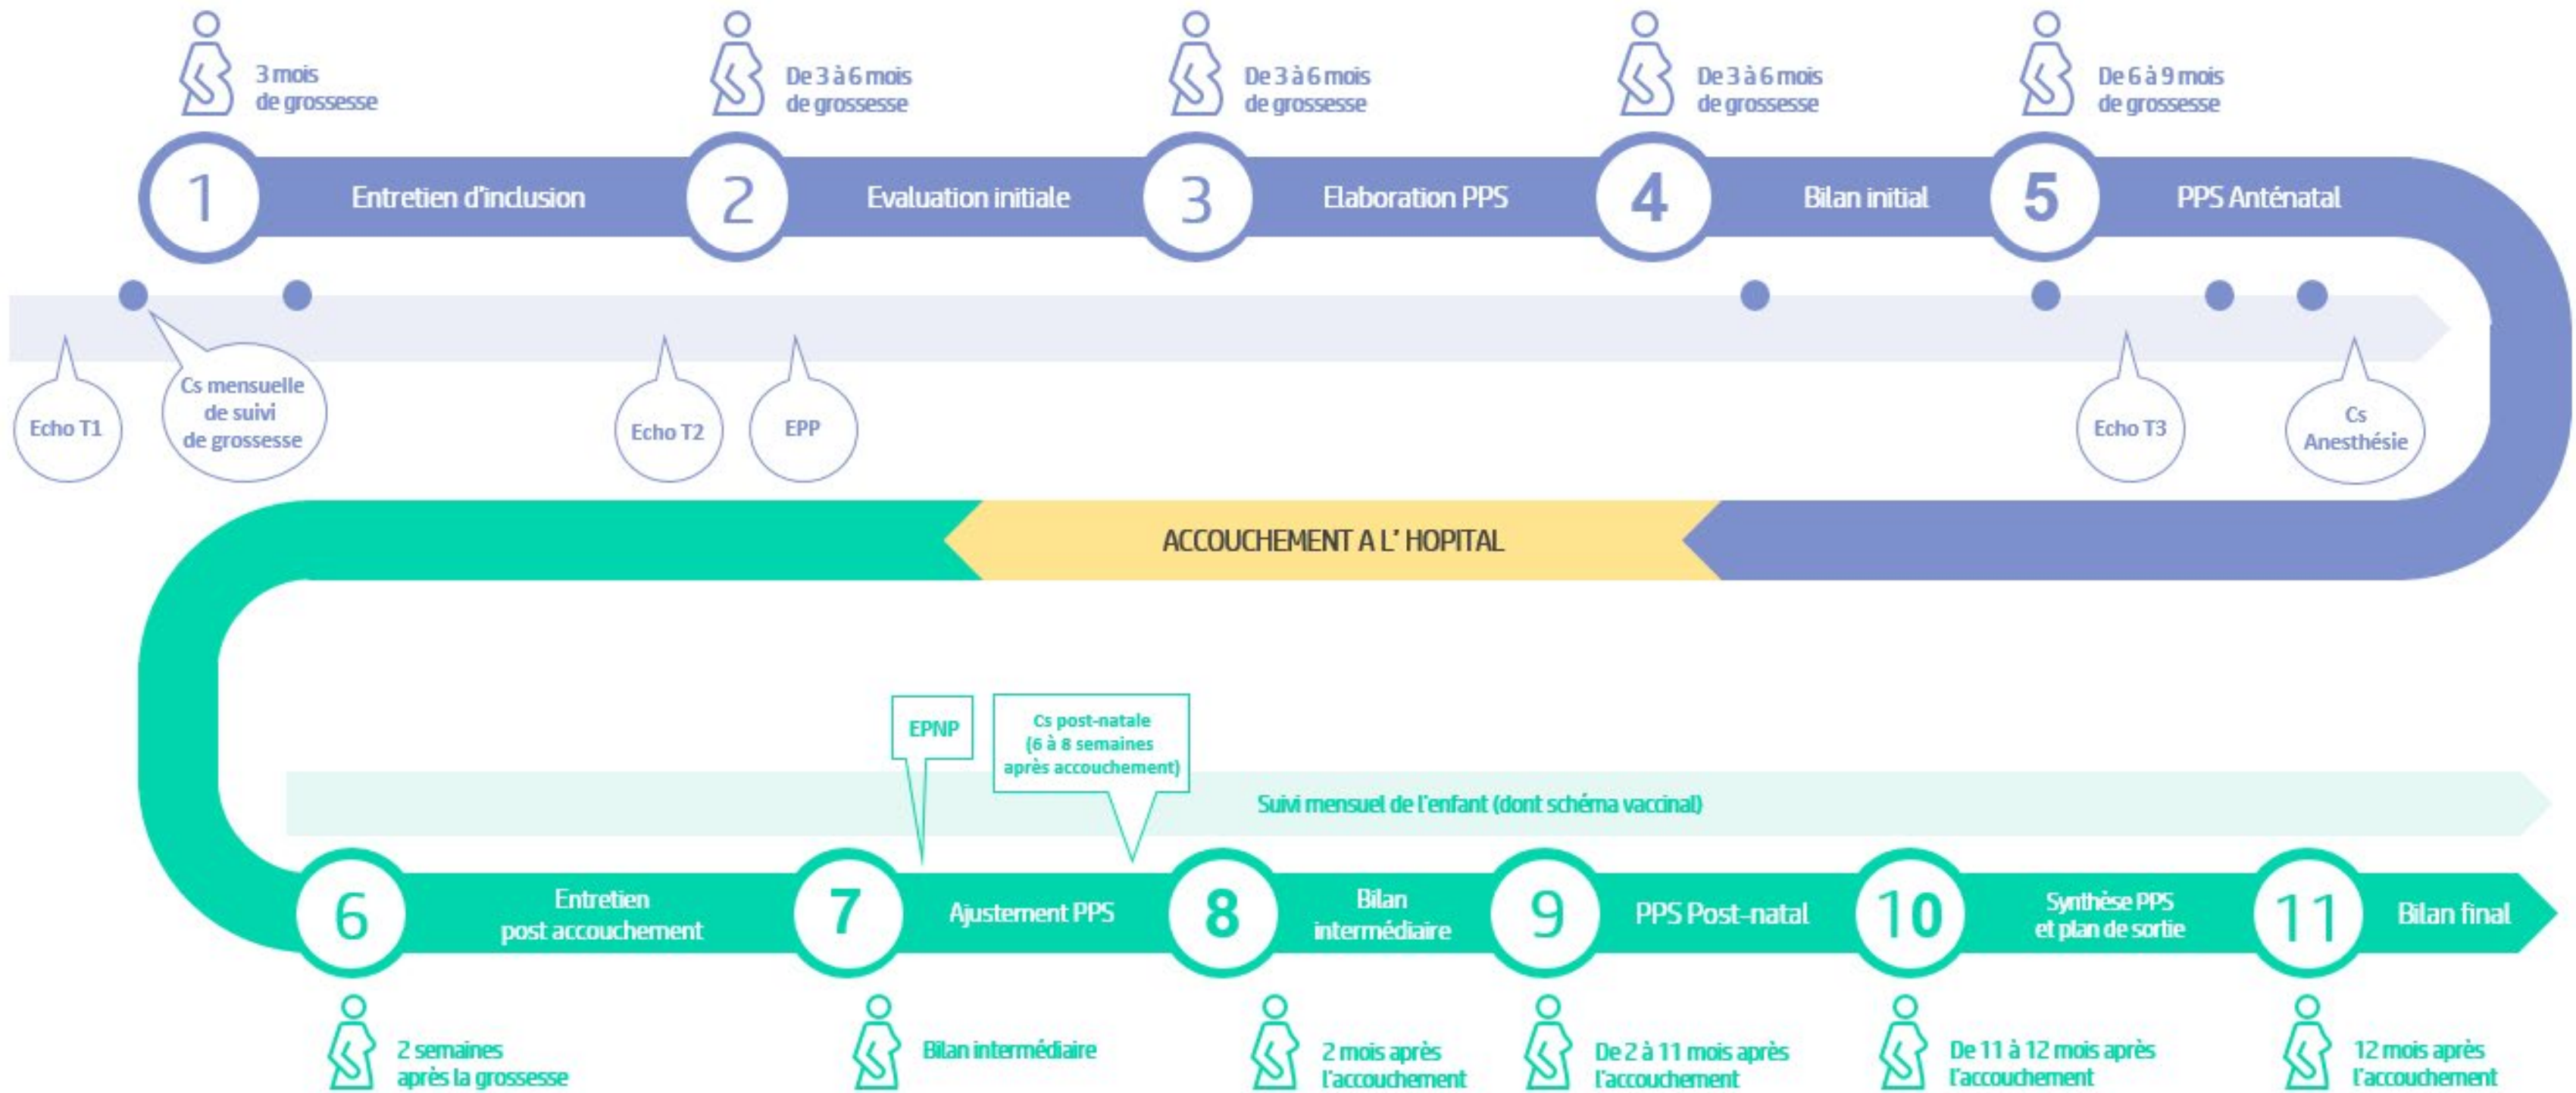 3 mois
de grossesse
De 3 à 6 mois
de grossesse
De 3 à 6 mois
de grossesse
De 3 à 6 mois
de grossesse
De 6 à 9 mois
de grossesse
1
Entretien d'inclusion
2
Evaluation initiale
3
Elaboration PPS
4
Bilan initial
5
PPS Anténatal
Echo T1
Cs mensuelle
de suivi
de grossesse
Echo T2
EPP
Echo T3
Cs
Anesthésie
ACCOUCHEMENT A L' HOPITAL
EPNP
Cs post-natale
(6 à 8 semaines
après accouchement)
Suivi mensuel de l'enfant (dont schéma vaccinal)
6
Entretien
post accouchement
7
Ajustement PPS
8
Bilan
intermédiaire
9
PPS Post-natal
10
Synthèse PPS
et plan de sortie
11
Bilan final
2 semaines
après la grossesse
Bilan intermédiaire
2 mois après
l'accouchement
De 2 à 11 mois après
l'accouchement
De 11 à 12 mois après
l'accouchement
12 mois après
l'accouchement